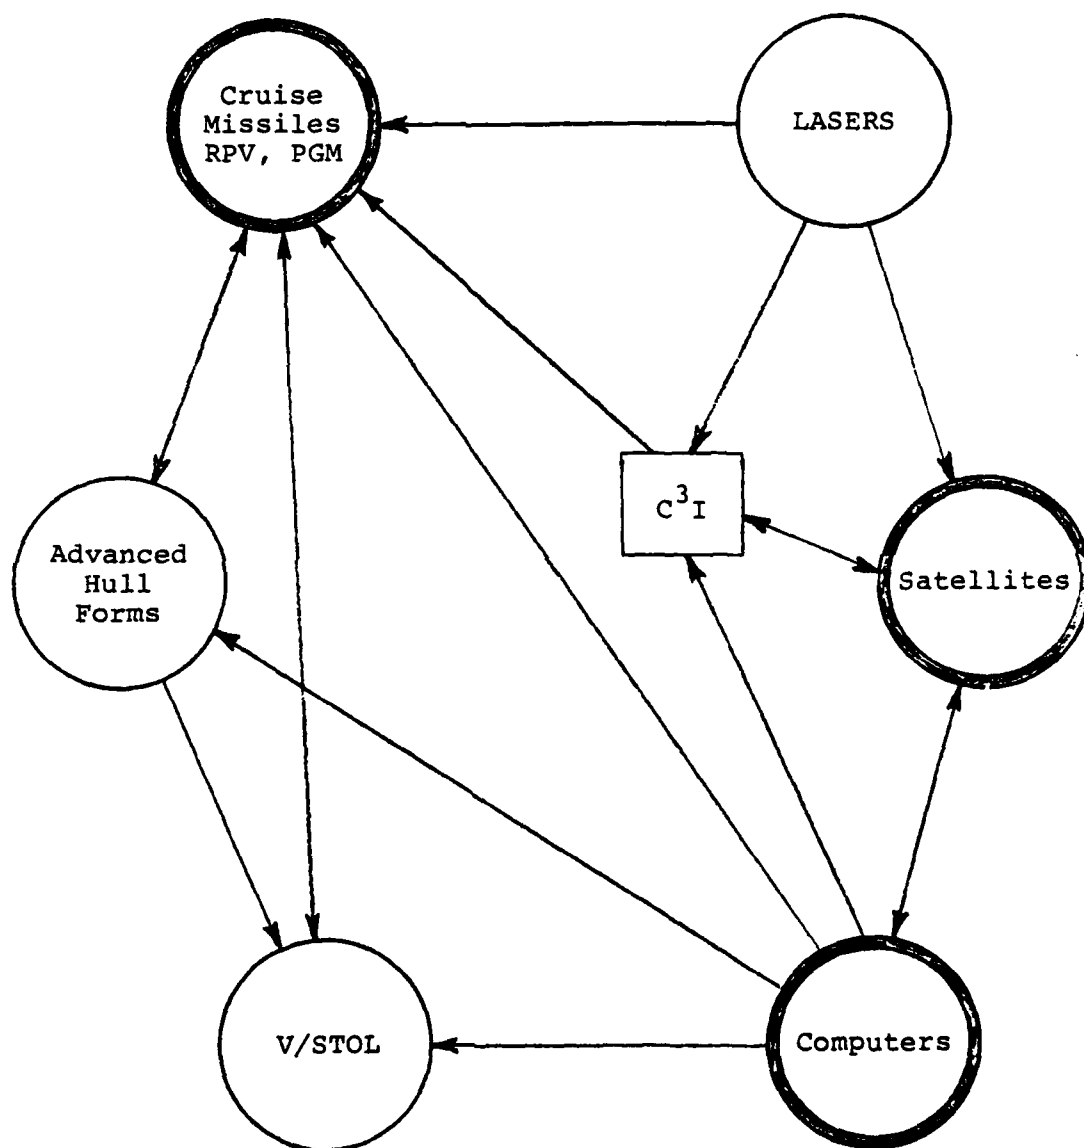 Cruise
Missiles
RPV, PGM
LASERS
C³I
Advanced
Hull
Forms
Satellites
V/STOL
Computers